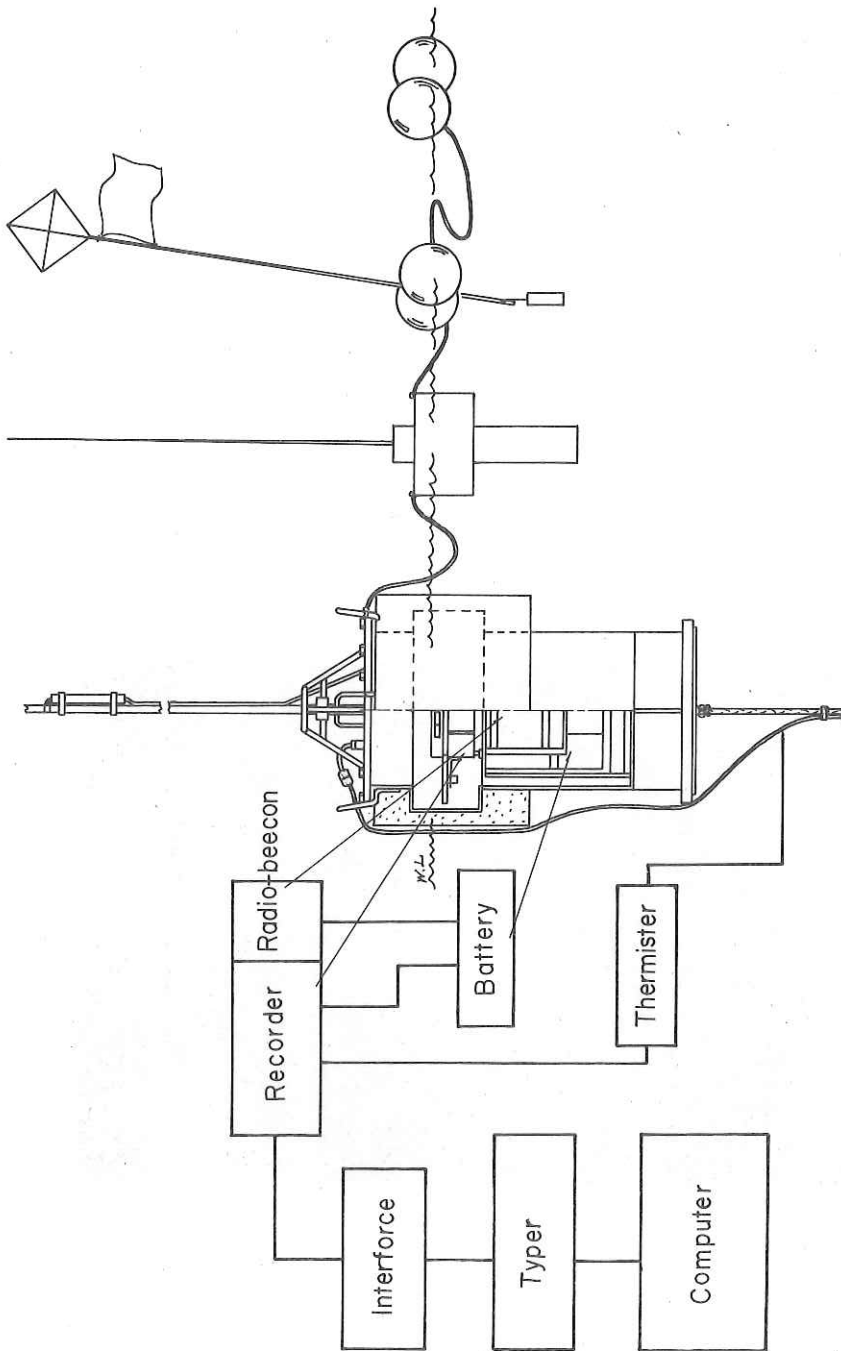 Radio-beecon
Recorder
Battery
Thermister
Interforce
Typer
Computer
W.L